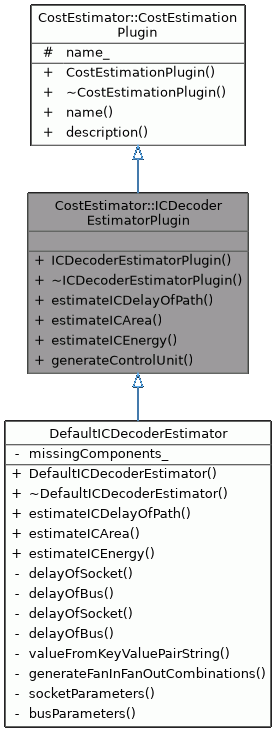 CostEstimator::CostEstimation
Plugin
# name_
+ CostEstimationPlugin()
+ ~CostEstimationPlugin()
+ name()
+ description()
CostEstimator::ICDecoder
EstimatorPlugin
+ ICDecoderEstimatorPlugin()
+ ~ICDecoderEstimatorPlugin()
+ estimateICDelayOfPath()
+ estimateICArea()
+ estimateICEnergy()
+ generateControlUnit()
DefaultICDecoderEstimator
- missingComponents_
+ DefaultICDecoderEstimator()
+ ~DefaultICDecoderEstimator()
+ estimateICDelayOfPath()
+ estimateICArea()
+ estimateICEnergy()
- delayOfSocket()
- delayOfBus()
- delayOfSocket()
- delayOfBus()
- valueFromKeyValuePairString()
- generateFanInFanOutCombinations()
- socketParameters()
- busParameters()